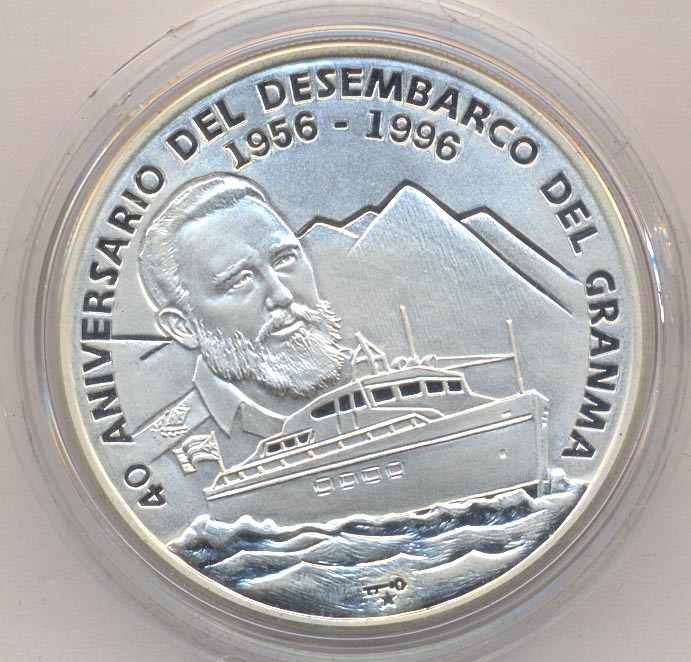 40 ANIVERSARIO DEL DESEMBARCO DEL GRANMA
1956 - 1996